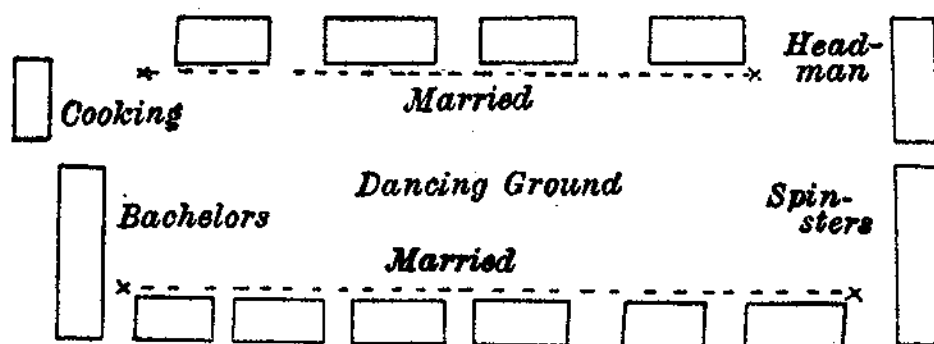 Head-
man
Married
Cooking
Dancing Ground
Bachelors
Spin-
sters
Married